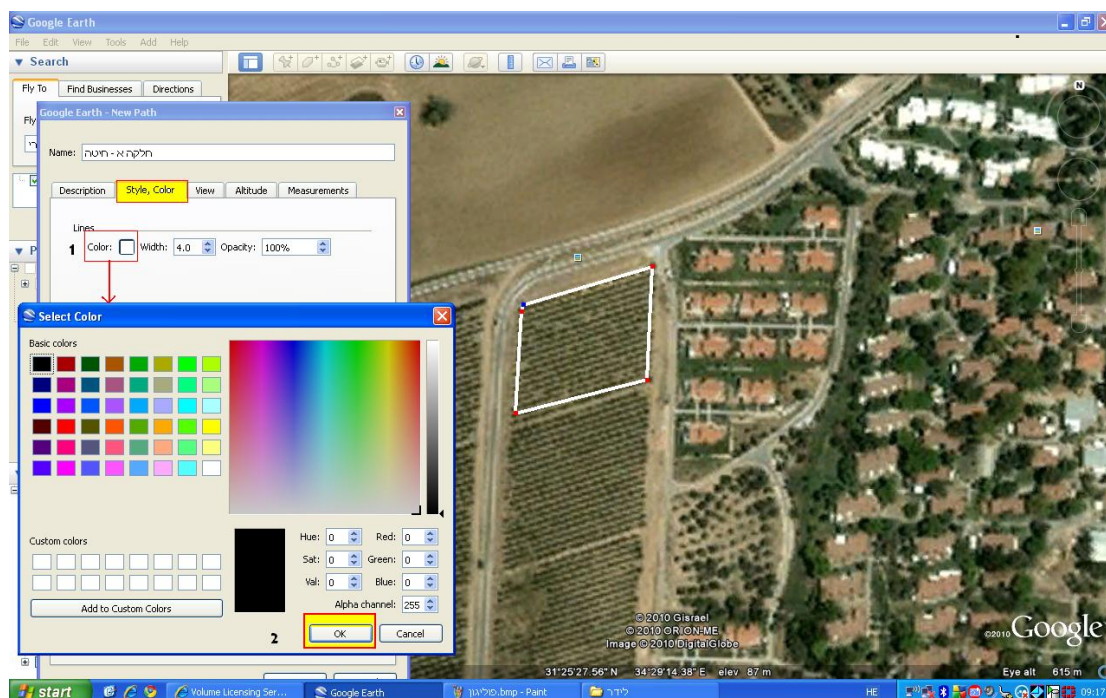 Google Earth
File Edit View Tools Add Help
Search
Fly To Find Businesses Directions
Google Earth - New Path
Fly
Name: חלקה א - חיטה
Description Style, Color View Altitude Measurements
Lines
1 Color: Width: 4.0 Opacity: 100%
P
Select Color
Basic colors
Custom colors
Hue: 0 Red: 0
Sat: 0 Green: 0
Val: 0 Blue: 0
Alpha channel: 255
Add to Custom Colors
2 OK Cancel
N
© 2010 Gisrael
© 2010 ORION-ME
Image © 2010 DigitalGlobe
©2010 Google
31°25'27.56" N 34°29'14.38" E elev 87 m
Eye alt 615 m
start Volume Licensing Ser... Google Earth פוליגון.bmp - Paint לידר HE 09:17